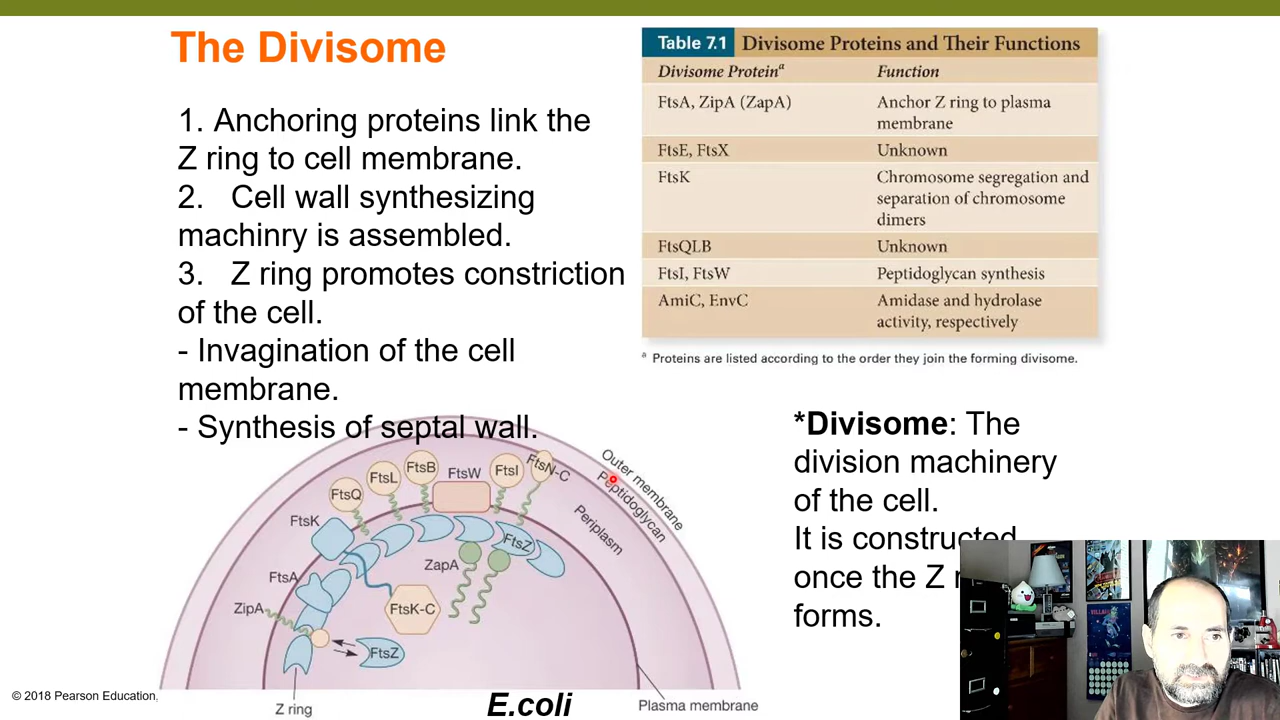 The Divisome
1. Anchoring proteins link the
Z ring to cell membrane.
2. Cell wall synthesizing
machinry is assembled.
3. Z ring promotes constriction
of the cell.
- Invagination of the cell
membrane.
- Synthesis of septal wall.
Table 7.1 Divisome Proteins and Their Functions
Divisome Proteinᵃ Function
FtsA, ZipA (ZapA) Anchor Z ring to plasma
membrane
FtsE, FtsX Unknown
FtsK Chromosome segregation and
separation of chromosome
dimers
FtsQLB Unknown
FtsI, FtsW Peptidoglycan synthesis
AmiC, EnvC Amidase and hydrolase
activity, respectively
ᵃ Proteins are listed according to the order they join the forming divisome.
*Divisome: The
division machinery
of the cell.
It is constructed
once the Z
forms.
Outer membrane
Peptidoglycan
Periplasm
FtsQ
FtsL
FtsB
FtsW
FtsI
FtsN-C
FtsK
FtsZ
ZapA
FtsA
FtsK-C
ZipA
FtsZ
Z ring
E.coli
Plasma membrane
© 2018 Pearson Education,